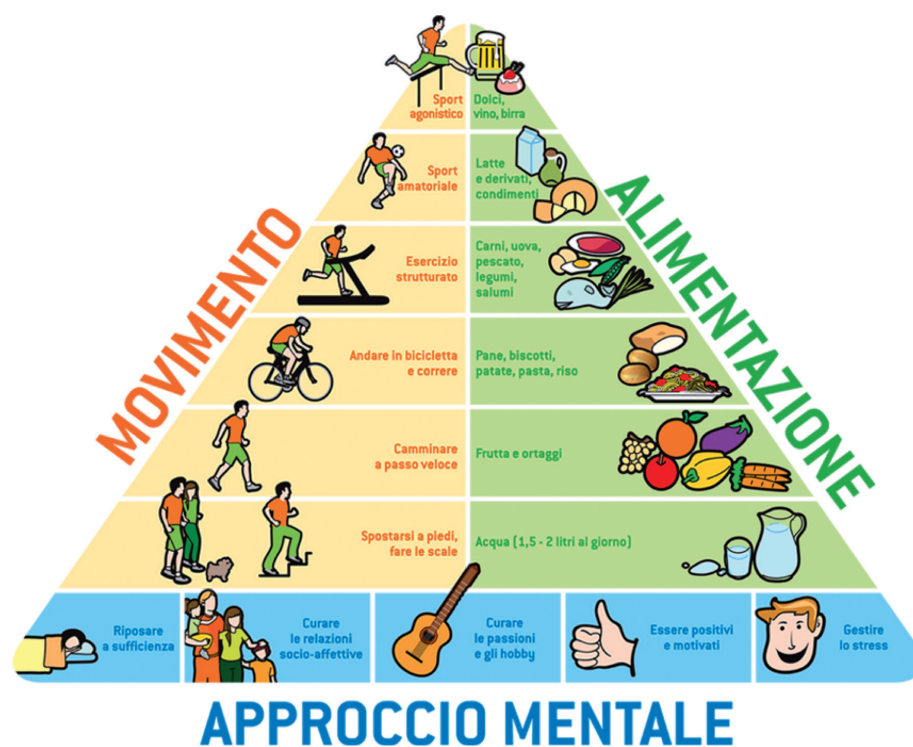 Sport
agonistico
Dolci,
vino, birra
Sport
amatoriale
Latte
e derivati,
condimenti
MOVIMENTO
ALIMENTAZIONE
Esercizio
strutturato
Carni, uova,
pescato,
legumi,
salumi
Andare in bicicletta
e correre
Pane, biscotti,
patate, pasta, riso
Camminare
a passo veloce
Frutta e ortaggi
Spostarsi a piedi,
fare le scale
Acqua (1,5 - 2 litri al giorno)
Riposare
a sufficienza
Curare
le relazioni
socio-affettive
Curare
le passioni
e gli hobby
Essere positivi
e motivati
Gestire
lo stress
APPROCCIO MENTALE